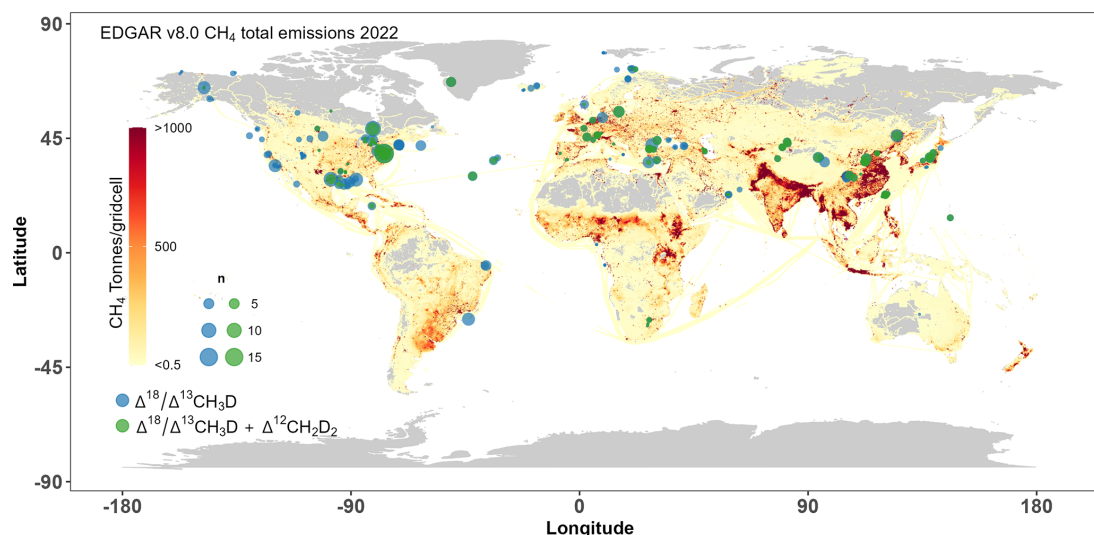 EDGAR v8.0 CH₄ total emissions 2022
90
45
0
-45
-90
Latitude
>1000
500
<0.5
CH₄ Tonnes/gridcell
n
5
10
15
Δ¹⁸/Δ¹³CH₃D
Δ¹⁸/Δ¹³CH₃D + Δ¹²CH₂D₂
-180 -90 0 90 180
Longitude